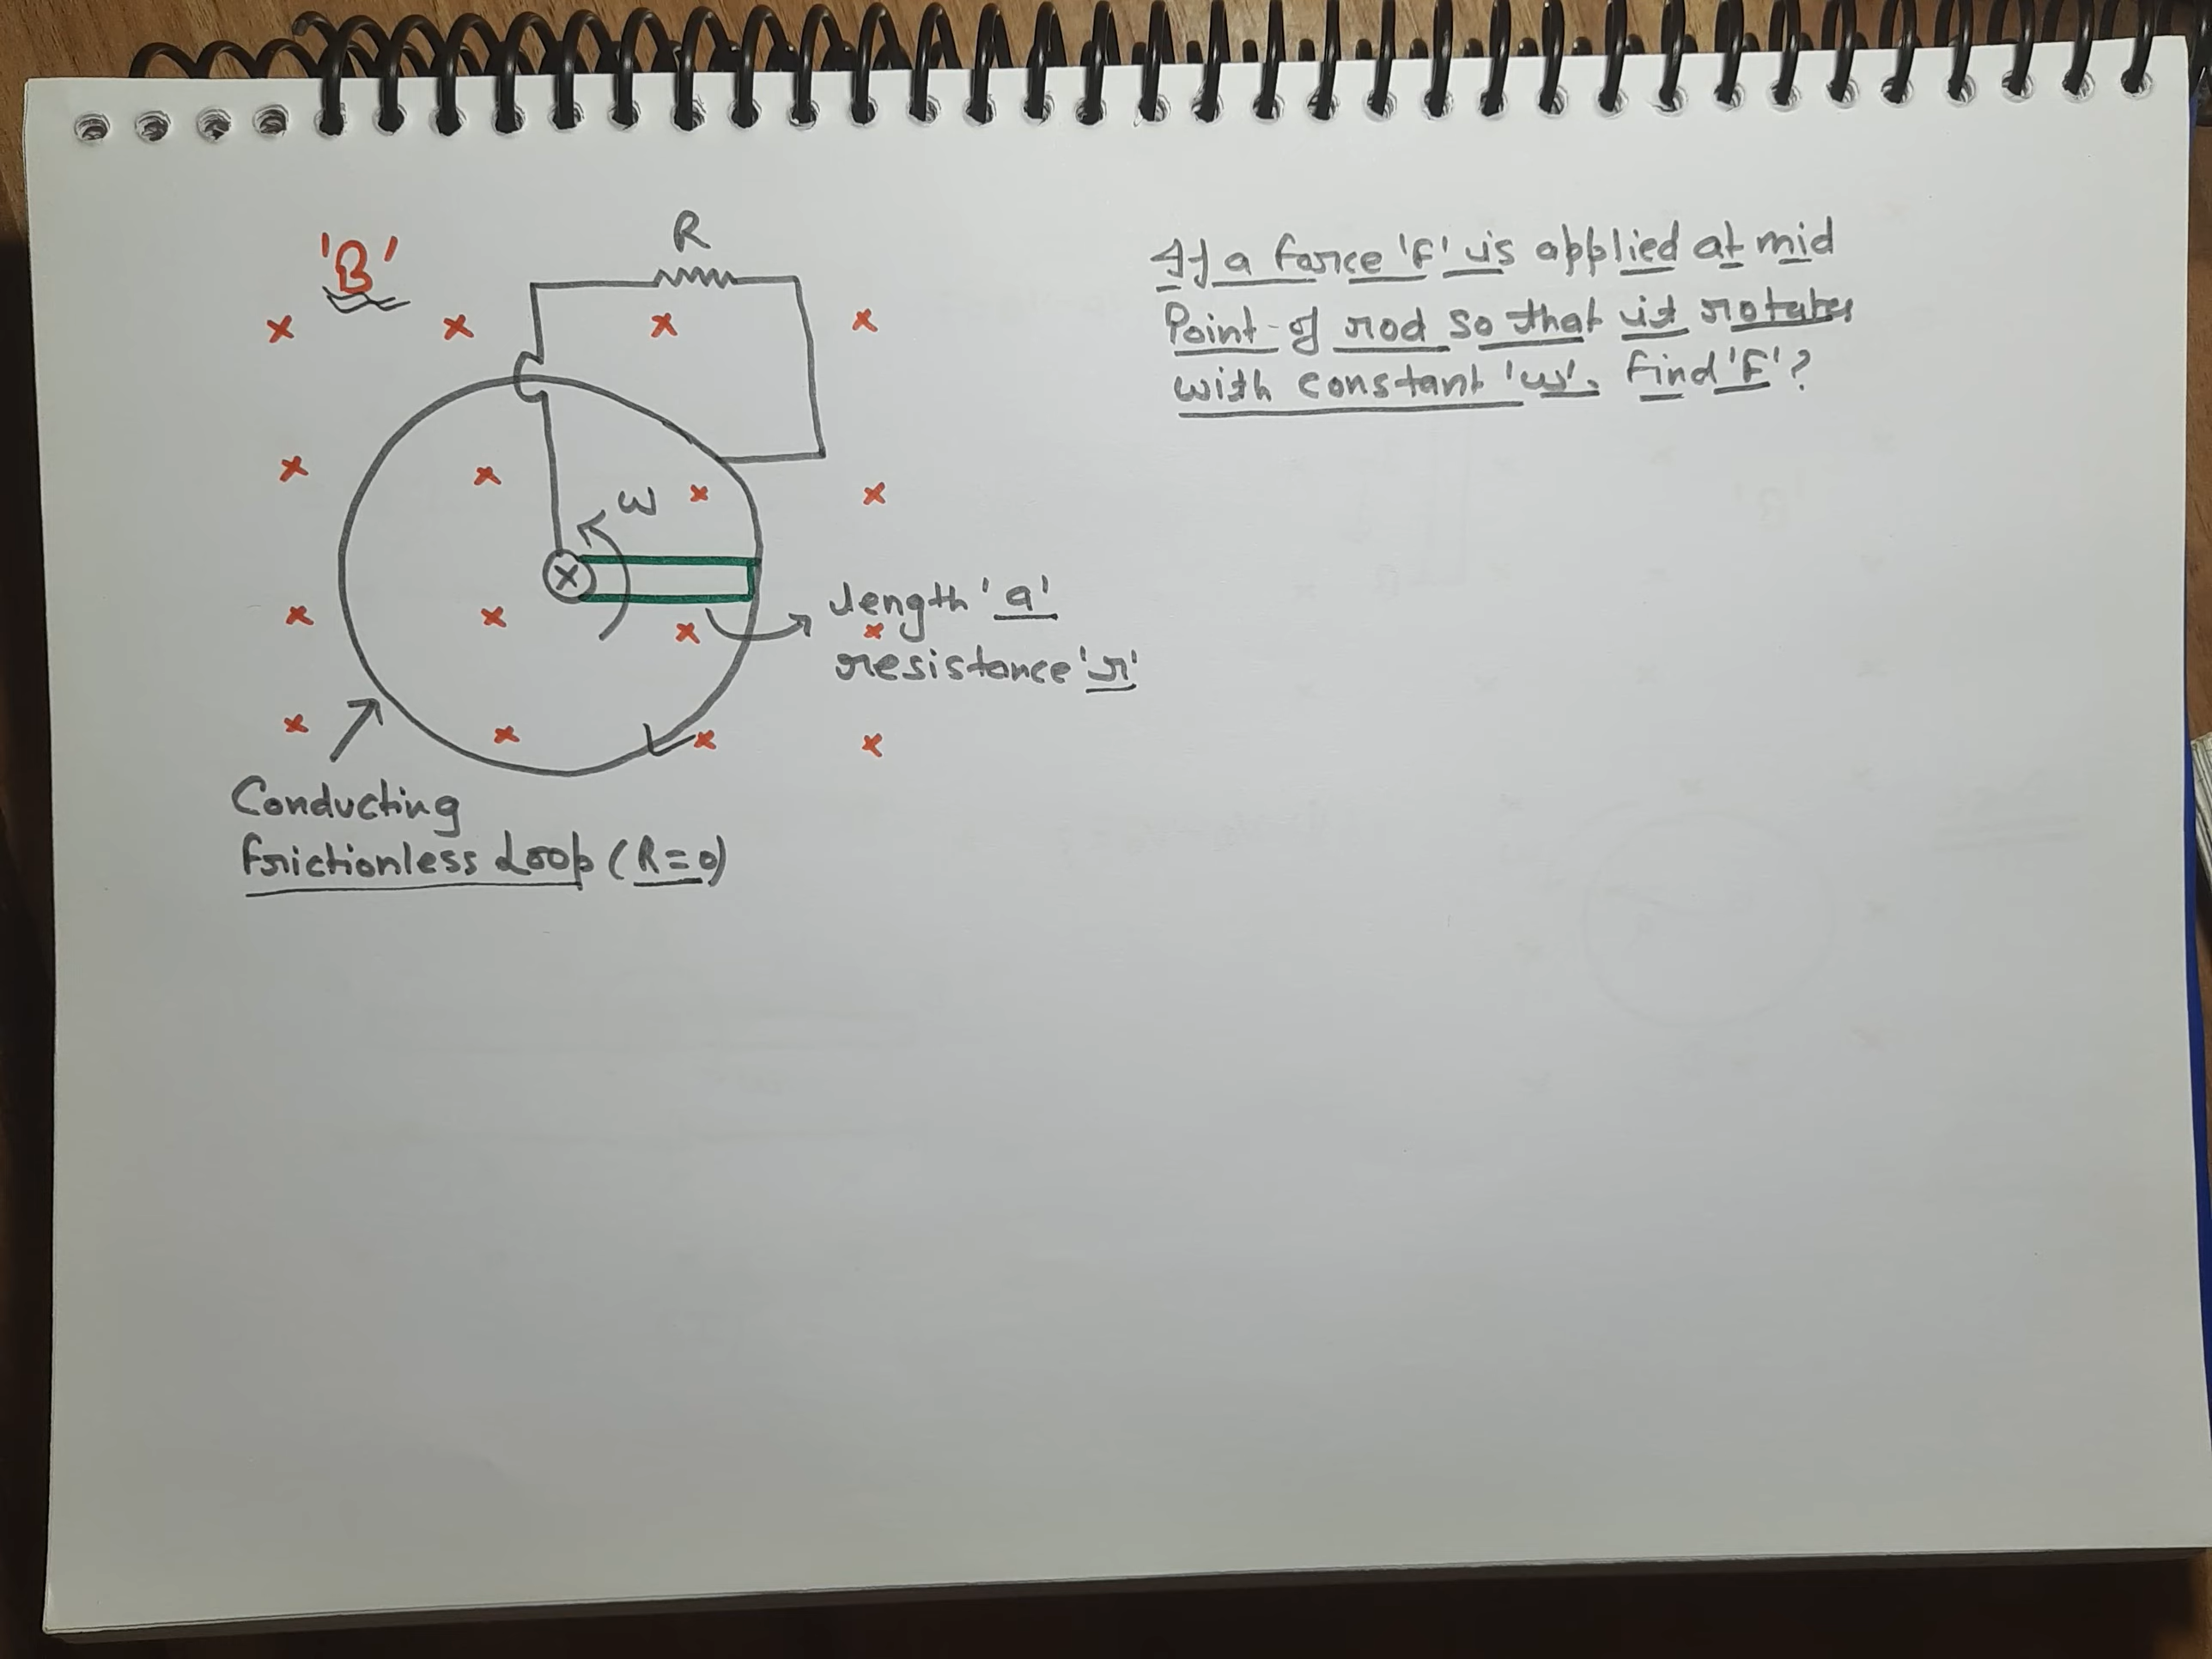 'B'
R
ω
length 'a'
resistance 'r'
Conducting
frictionless Loop (R=0)
If a force 'F' is applied at mid
Point of rod so that it rotates
with constant 'ω'. Find 'F'?